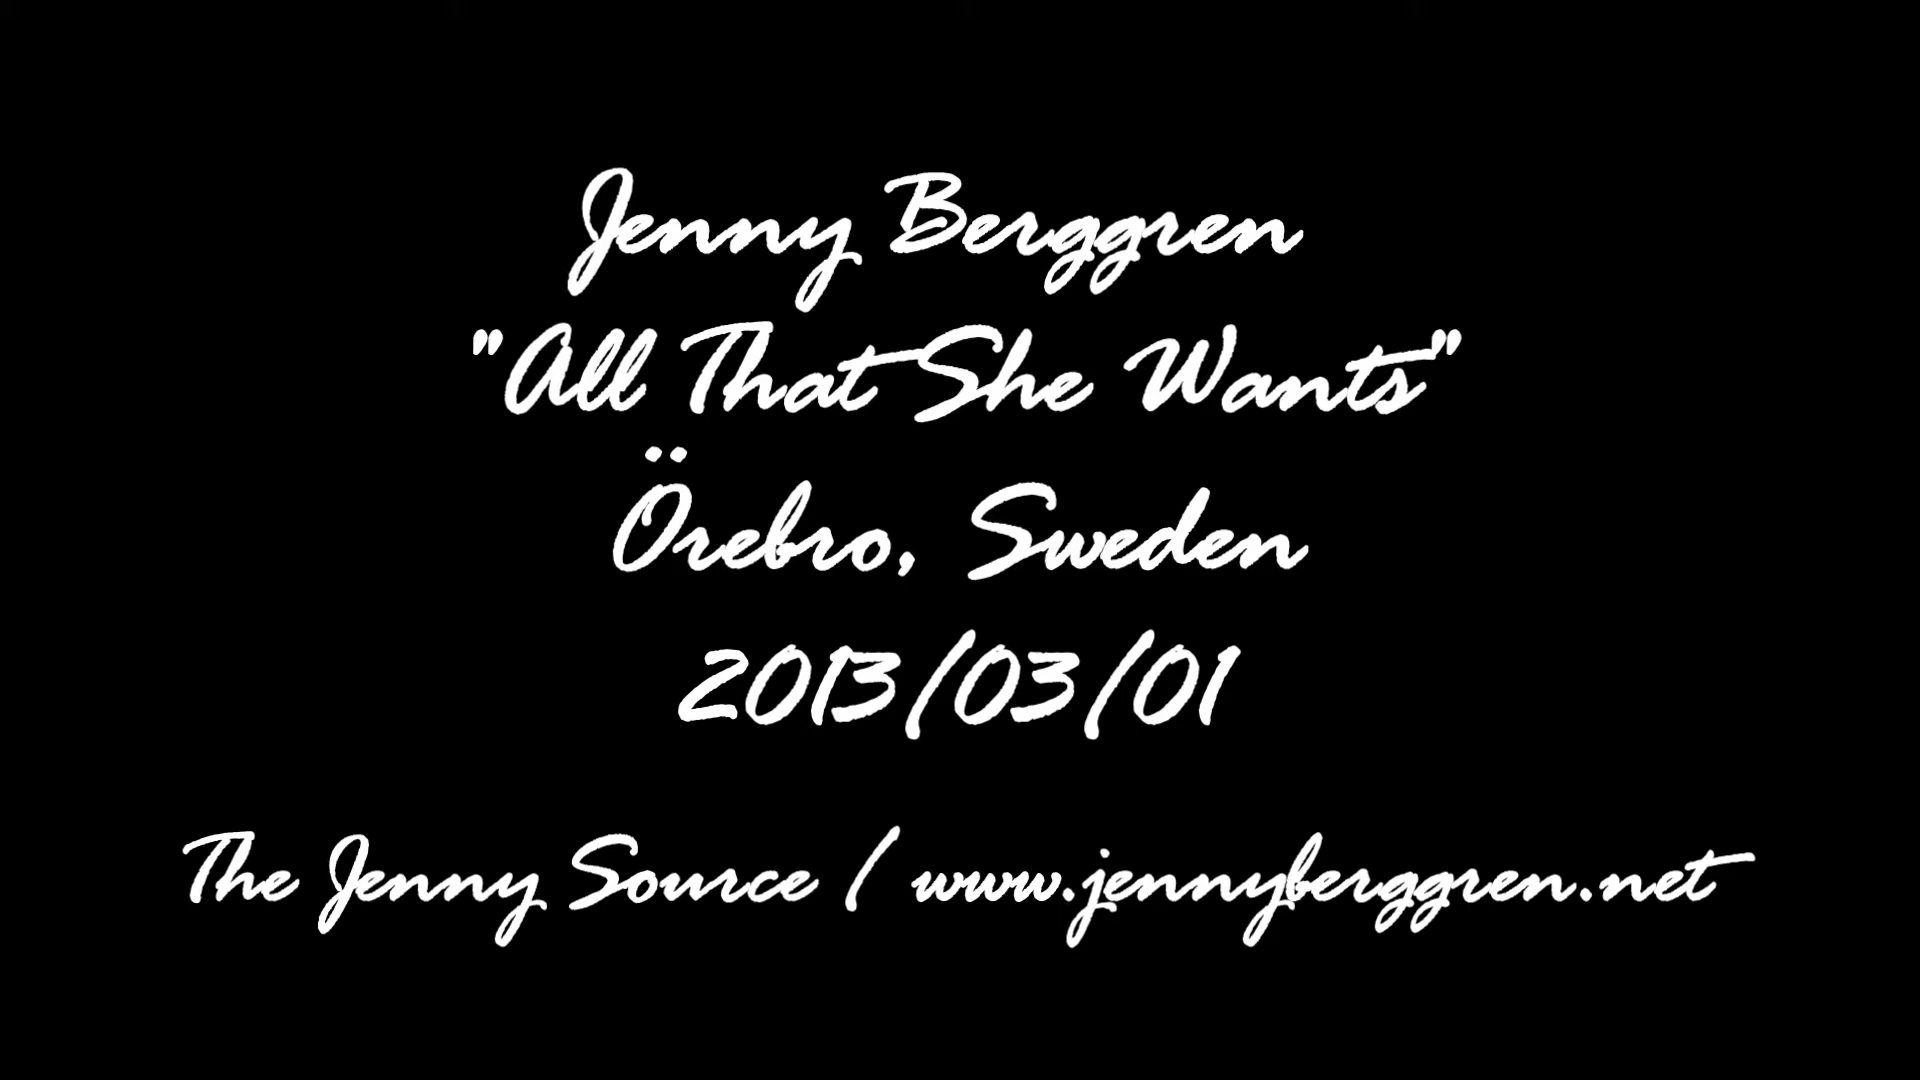 Jenny Berggren
"All That She Wants"
Örebro, Sweden
2013/03/01
The Jenny Source / www.jennyberggren.net